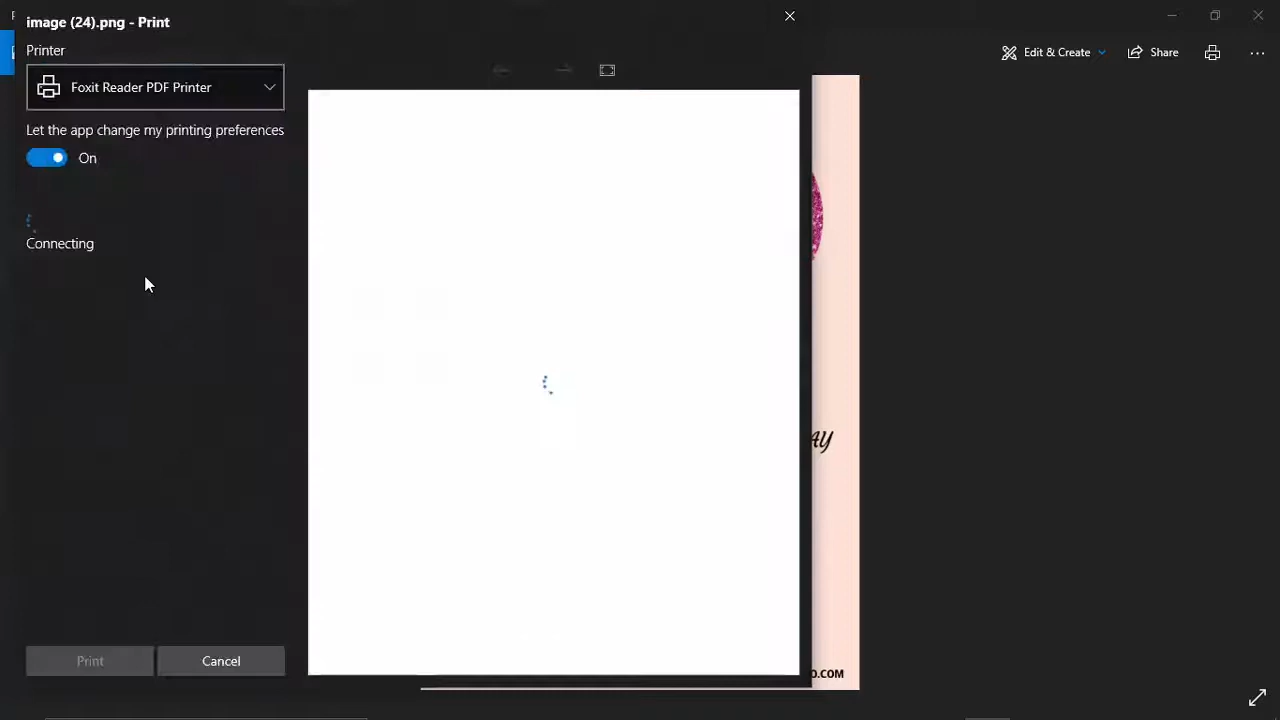 image (24).png - Print
Printer
Foxit Reader PDF Printer
Let the app change my printing preferences
On
Connecting
Print
Cancel
Edit & Create
Share
AY
O.COM